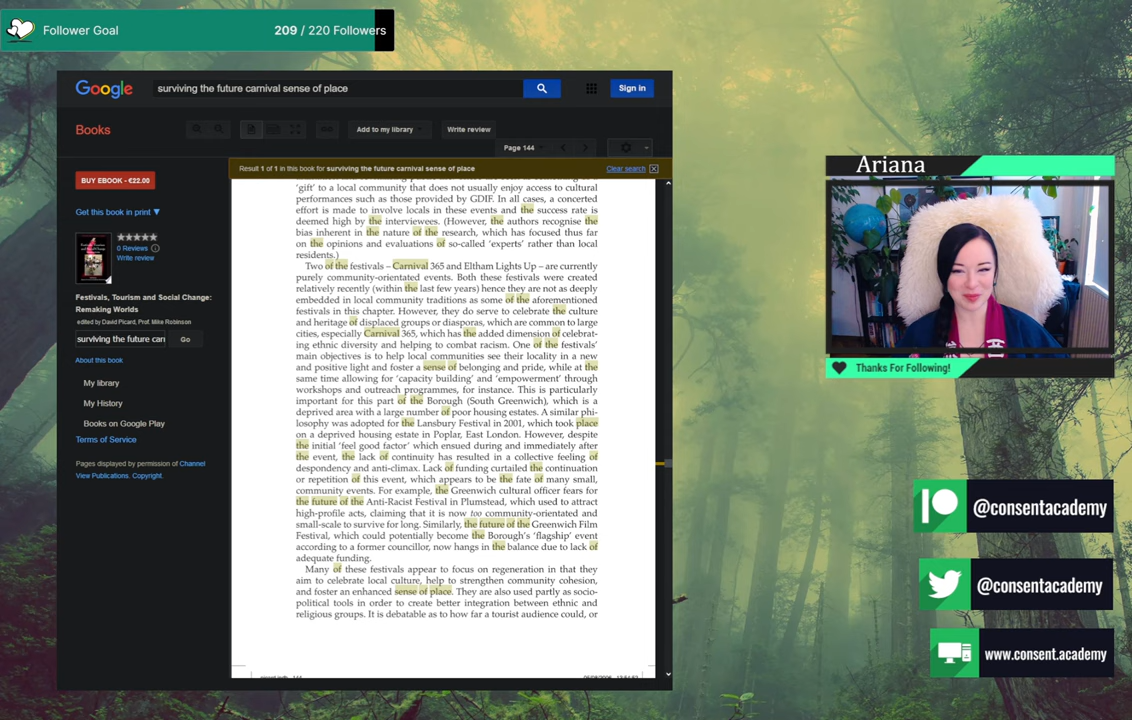 Follower Goal
209 / 220 Followers
Google
surviving the future carnival sense of place
Sign in
Books
Add to my library
Write review
Page 144
Result 1 of 1 in this book for surviving the future carnival sense of place
Clear search
BUY EBOOK - €22.00
Get this book in print ▼
0 Reviews
Write review
Festivals, Tourism and Social Change:
Remaking Worlds
edited by David Picard, Prof. Mike Robinson
surviving the future can
Go
About this book
My library
My History
Books on Google Play
Terms of Service
Pages displayed by permission of Channel
View Publications. Copyright.
'gift' to a local community that does not usually enjoy access to cultural
performances such as those provided by GDIF. In all cases, a concerted
effort is made to involve locals in these events and the success rate is
deemed high by the interviewees. (However, the authors recognise the
bias inherent in the nature of the research, which has focused thus far
on the opinions and evaluations of so-called 'experts' rather than local
residents.)
Two of the festivals – Carnival 365 and Eltham Lights Up – are currently
purely community-oriented events. Both these festivals were created
relatively recently (within the last few years) hence they are not as deeply
embedded in local community traditions as some of the aforementioned
festivals in this chapter. However, they do serve to celebrate the culture
and heritage of displaced groups or diasporas, which are common to large
cities, especially Carnival 365, which has the added dimension of celebrat-
ing ethnic diversity and helping to combat racism. One of the festivals'
main objectives is to help local communities see their locality in a new
and positive light and foster a sense of belonging and pride, while at the
same time allowing for 'capacity building' and 'empowerment' through
workshops and outreach programmes, for instance. This is particularly
important for this part of the Borough (South Greenwich), which is a
deprived area with a large number of poor housing estates. A similar phi-
losophy was adopted for the Lansbury Festival in 2001, which took place
on a deprived housing estate in Poplar, East London. However, despite
the initial 'feel good factor' which ensued during and immediately after
the event, the lack of continuity has resulted in a collective feeling of
despondency and anti-climax. Lack of funding curtailed the continuation
or repetition of this event, which appears to be the fate of many small,
community events. For example, the Greenwich cultural officer fears for
the future of the Anti-Racist Festival in Plumstead, which used to attract
high-profile acts, claiming that it is now too community-orientated and
small-scale to survive for long. Similarly, the future of the Greenwich Film
Festival, which could potentially become the Borough's 'flagship' event
according to a former councillor, now hangs in the balance due to lack of
adequate funding.
Many of these festivals appear to focus on regeneration in that they
aim to celebrate local culture, help to strengthen community cohesion,
and foster an enhanced sense of place. They are also used partly as socio-
political tools in order to create better integration between ethnic and
religious groups. It is debatable as to how far a tourist audience could, or
Ariana
Thanks For Following!
@consentacademy
@consentacademy
www.consent.academy